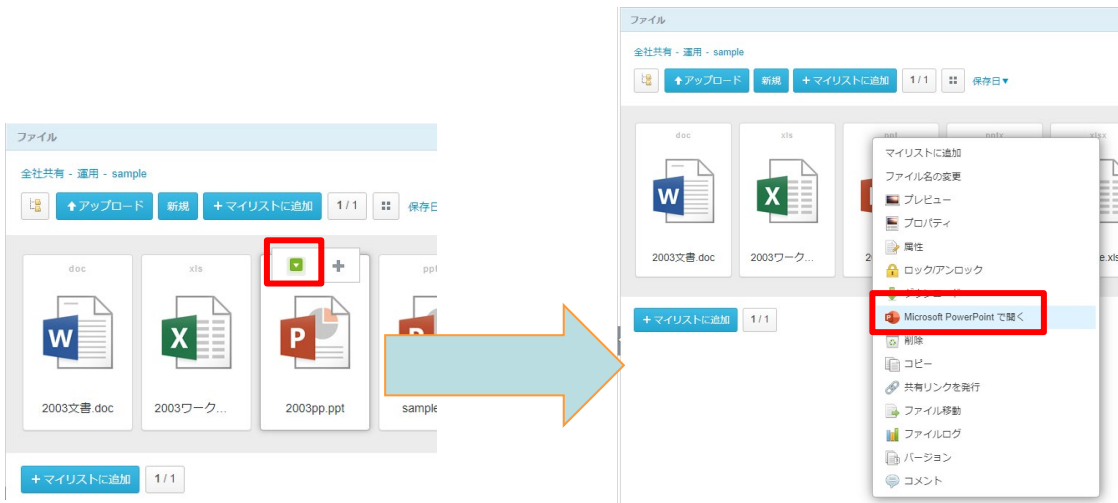 ファイル
全社共有 - 運用 - sample
アップロード 新規 +マイリストに追加 1 / 1
doc xls
2003文書.doc 2003ワーク... 2003pp.ppt sample
+マイリストに追加 1 / 1
ファイル
全社共有 - 運用 - sample
アップロード 新規 +マイリストに追加 1 / 1 保存日▼
doc xls ppt pptx xlsx
2003文書.doc 2003ワーク...
+マイリストに追加 1 / 1
マイリストに追加
ファイル名の変更
プレビュー
プロパティ
属性
ロック/アンロック
ダウンロード
Microsoft PowerPoint で開く
削除
コピー
共有リンクを発行
ファイル移動
ファイルログ
バージョン
コメント